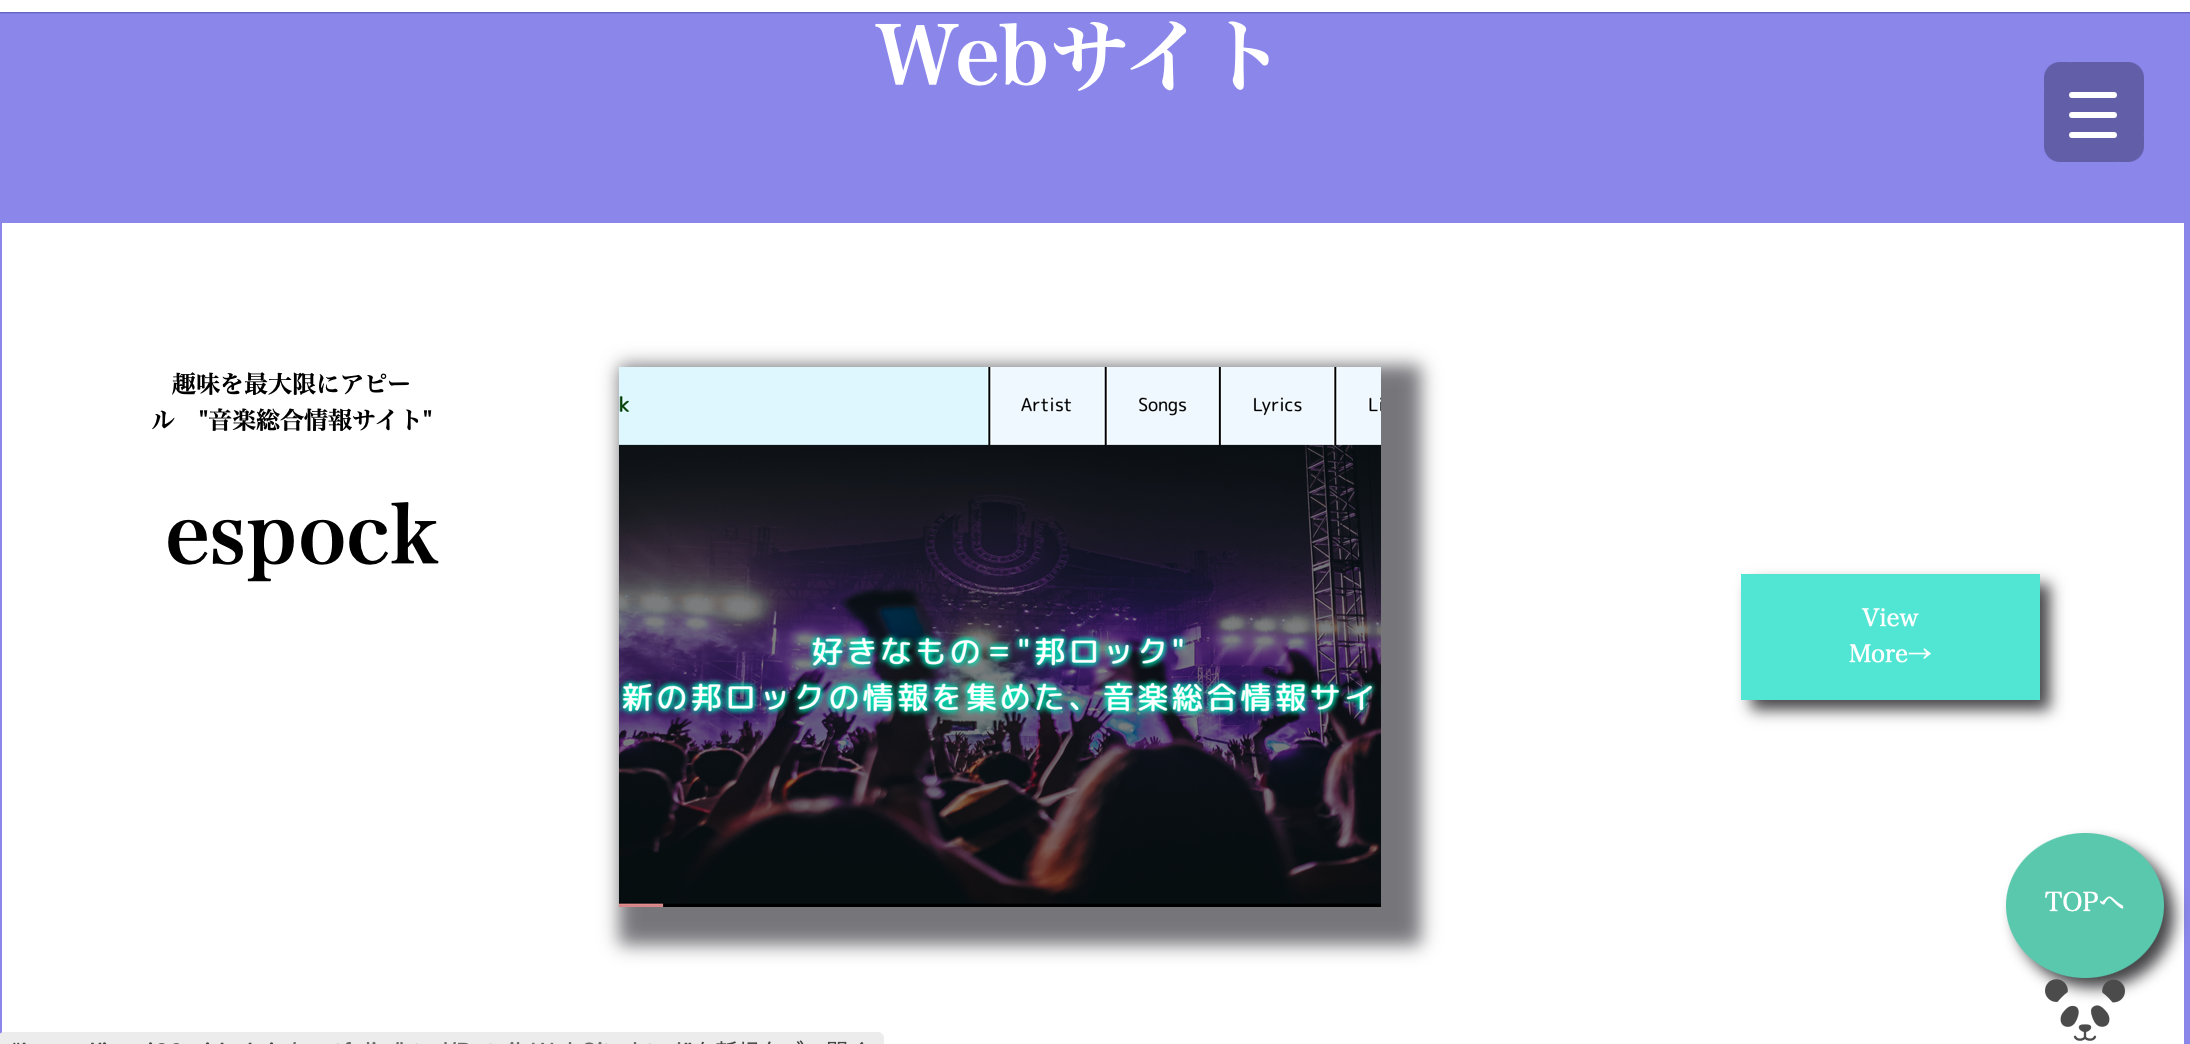 Webサイト
趣味を最大限にアピー
ル　"音楽総合情報サイト"
espock
k
Artist
Songs
Lyrics
Li
好きなもの="邦ロック"
新の邦ロックの情報を集めた、音楽総合情報サイ
View
More→
TOPへ